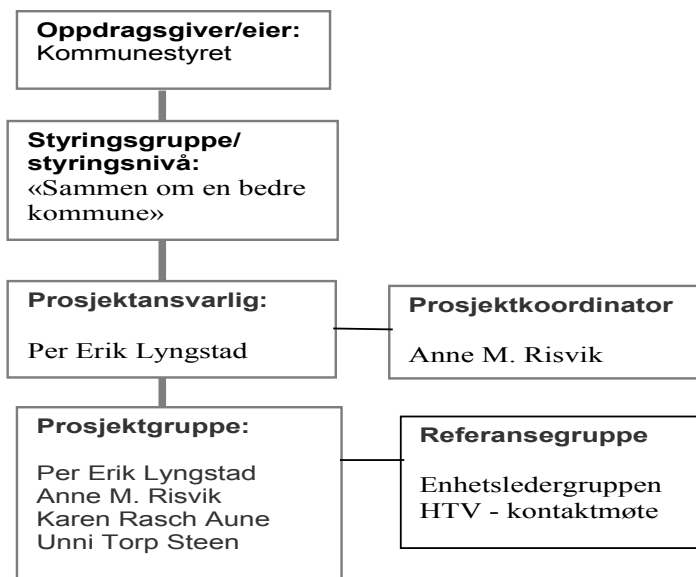 Oppdragsgiver/eier:
Kommunestyret
Styringsgruppe/
styringsnivå:
«Sammen om en bedre
kommune»
Prosjektansvarlig:
Per Erik Lyngstad
Prosjektkoordinator
Anne M. Risvik
Prosjektgruppe:
Per Erik Lyngstad
Anne M. Risvik
Karen Rasch Aune
Unni Torp Steen
Referansegruppe
Enhetsledergruppen
HTV - kontaktmøte